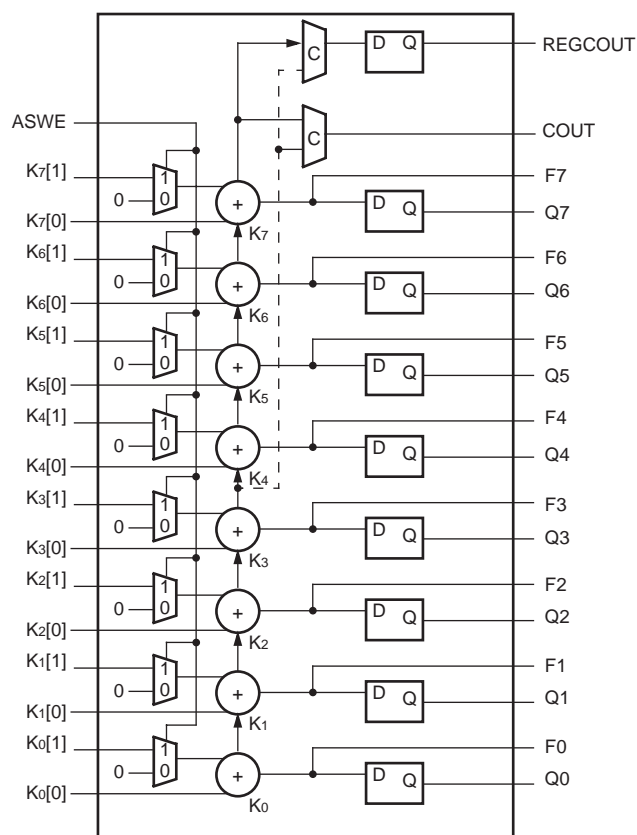 D Q REGCOUT
C
ASWE
C COUT
K7[1] 1 F7
0 0 + D Q Q7
K7[0] K7
K6[1] 1 F6
0 0 + D Q Q6
K6[0] K6
K5[1] 1 F5
0 0 + D Q Q5
K5[0] K5
K4[1] 1 F4
0 0 + D Q Q4
K4[0] K4
K3[1] 1 F3
0 0 + D Q Q3
K3[0] K3
K2[1] 1 F2
0 0 + D Q Q2
K2[0] K2
K1[1] 1 F1
0 0 + D Q Q1
K1[0] K1
K0[1] 1 F0
0 0 + D Q Q0
K0[0] K0